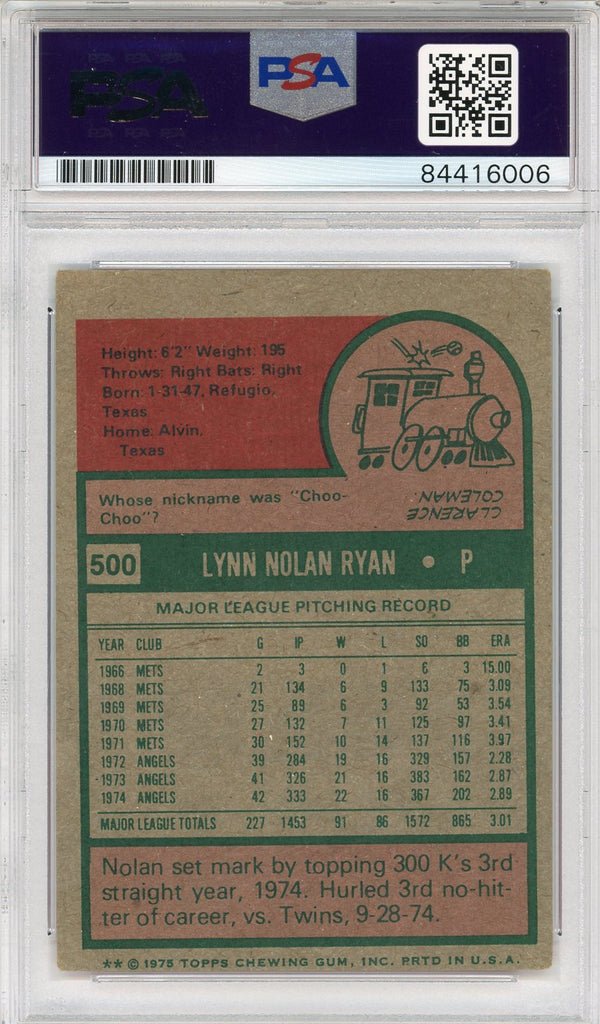 PSA PSA PSA
PSA
PSA
PSA PSA PSA
84416006
Height: 6'2" Weight: 195
Throws: Right Bats: Right
Born: 1-31-47, Refugio,
Texas
Home: Alvin,
Texas
Whose nickname was "Choo-
Choo"?
CLARENCE
COLEMAN.
500 LYNN NOLAN RYAN • P
MAJOR LEAGUE PITCHING RECORD
YEAR CLUB G IP W L SO BB ERA
1966 METS 2 3 0 1 6 3 15.00
1968 METS 21 134 6 9 133 75 3.09
1969 METS 25 89 6 3 92 53 3.54
1970 METS 27 132 7 11 125 97 3.41
1971 METS 30 152 10 14 137 116 3.97
1972 ANGELS 39 284 19 16 329 157 2.28
1973 ANGELS 41 326 21 16 383 162 2.87
1974 ANGELS 42 333 22 16 367 202 2.89
MAJOR LEAGUE TOTALS 227 1453 91 86 1572 865 3.01
Nolan set mark by topping 300 K's 3rd
straight year, 1974. Hurled 3rd no-hit-
ter of career, vs. Twins, 9-28-74.
** © 1975 TOPPS CHEWING GUM, INC. PRTD IN U.S.A.